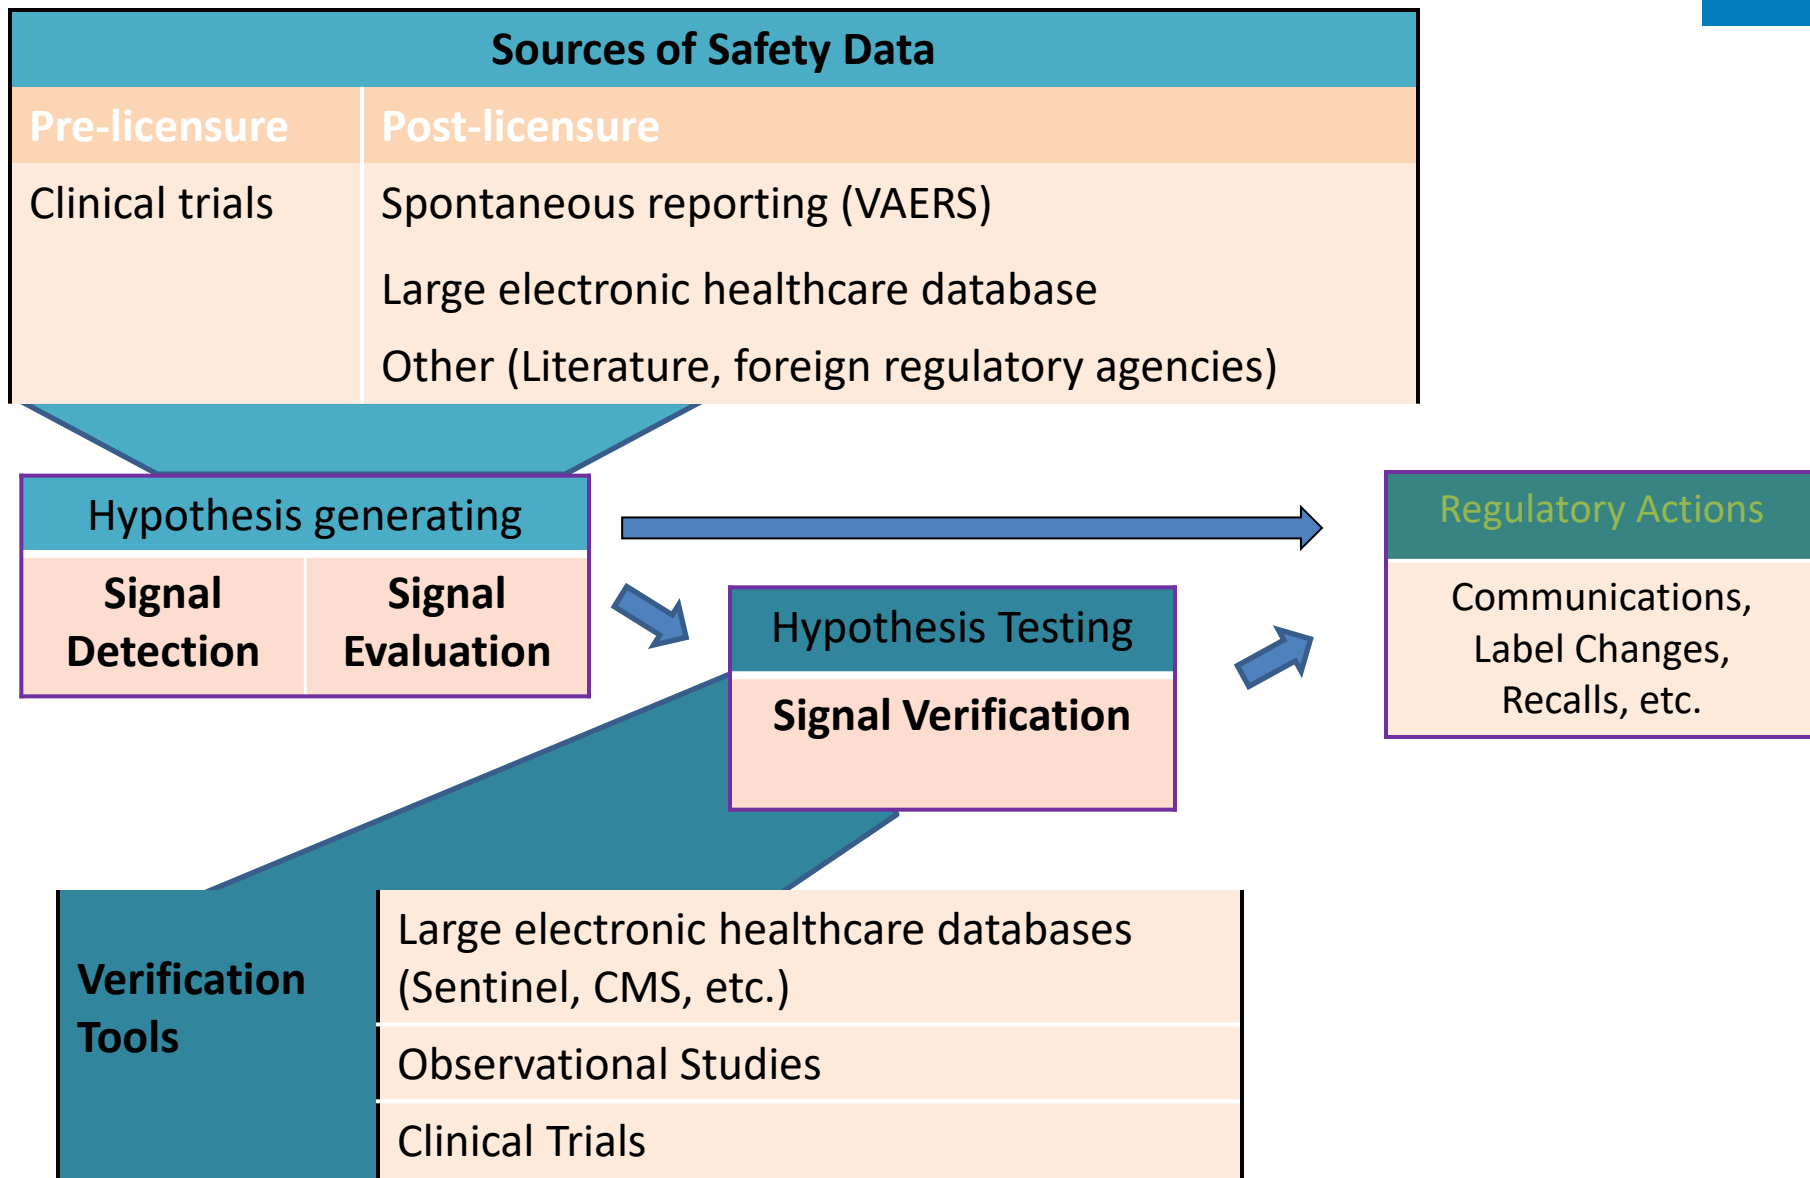 Sources of Safety Data
Pre-licensure
Post-licensure
Clinical trials
Spontaneous reporting (VAERS)
Large electronic healthcare database
Other (Literature, foreign regulatory agencies)
Hypothesis generating
Signal
Detection
Signal
Evaluation
Hypothesis Testing
Signal Verification
Regulatory Actions
Communications,
Label Changes,
Recalls, etc.
Verification
Tools
Large electronic healthcare databases
(Sentinel, CMS, etc.)
Observational Studies
Clinical Trials